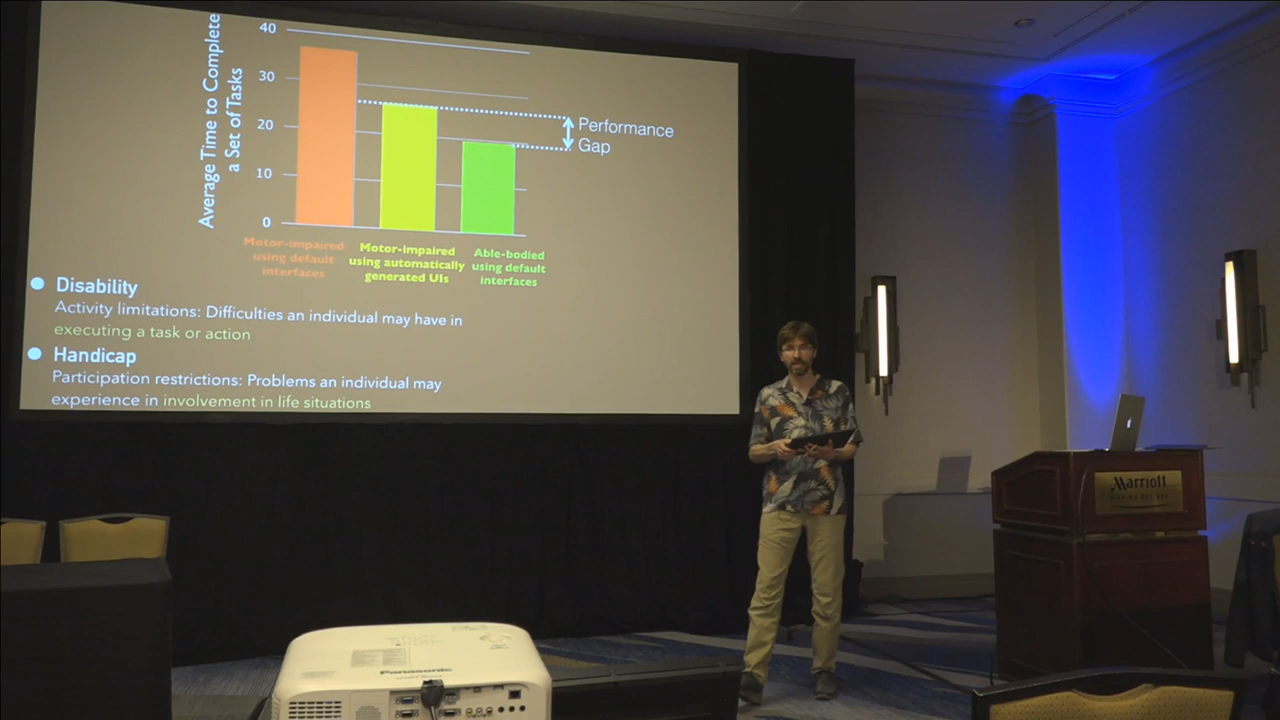 Average Time to Complete
a Set of Tasks
40
30
20
10
0
Performance
Gap
Motor-impaired
using default
interfaces
Motor-impaired
using automatically
generated UIs
Able-bodied
using default
interfaces
Disability
Activity limitations: Difficulties an individual may have in
executing a task or action
Handicap
Participation restrictions: Problems an individual may
experience in involvement in life situations
Marriott
Panasonic